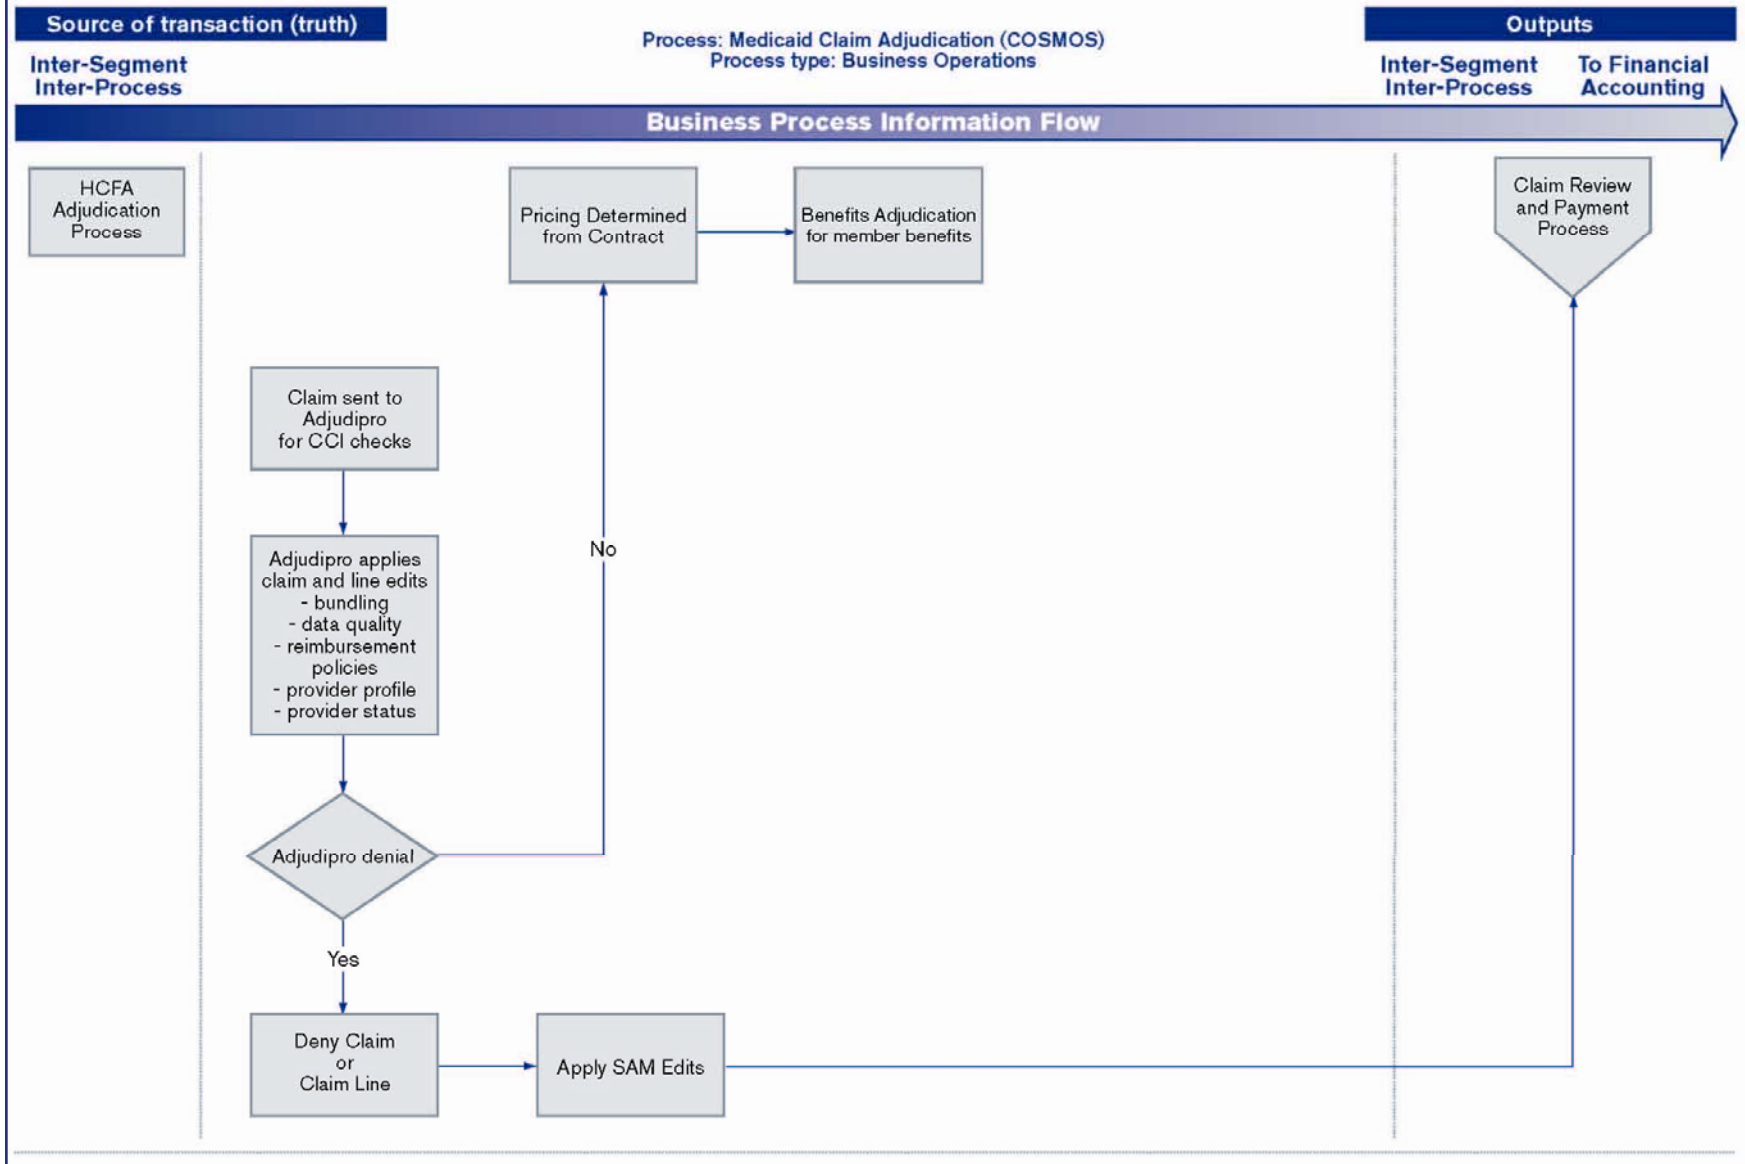 Source of transaction (truth)
Inter-Segment
Inter-Process
Process: Medicaid Claim Adjudication (COSMOS)
Process type: Business Operations
Outputs
Inter-Segment
Inter-Process
To Financial
Accounting
Business Process Information Flow
HCFA
Adjudication
Process
Pricing Determined
from Contract
Benefits Adjudication
for member benefits
Claim Review
and Payment
Process
Claim sent to
Adjudipro
for CCI checks
Adjudipro applies
claim and line edits
- bundling
- data quality
- reimbursement
policies
- provider profile
- provider status
No
Adjudipro denial
Yes
Deny Claim
or
Claim Line
Apply SAM Edits